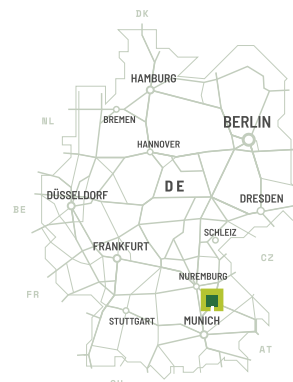 DK
HAMBURG
BREMEN
BERLIN
NL
HANNOVER
DE
DÜSSELDORF
DRESDEN
BE
SCHLEIZ
FRANKFURT
CZ
NUREMBURG
FR
STUTTGART
MUNICH
AT